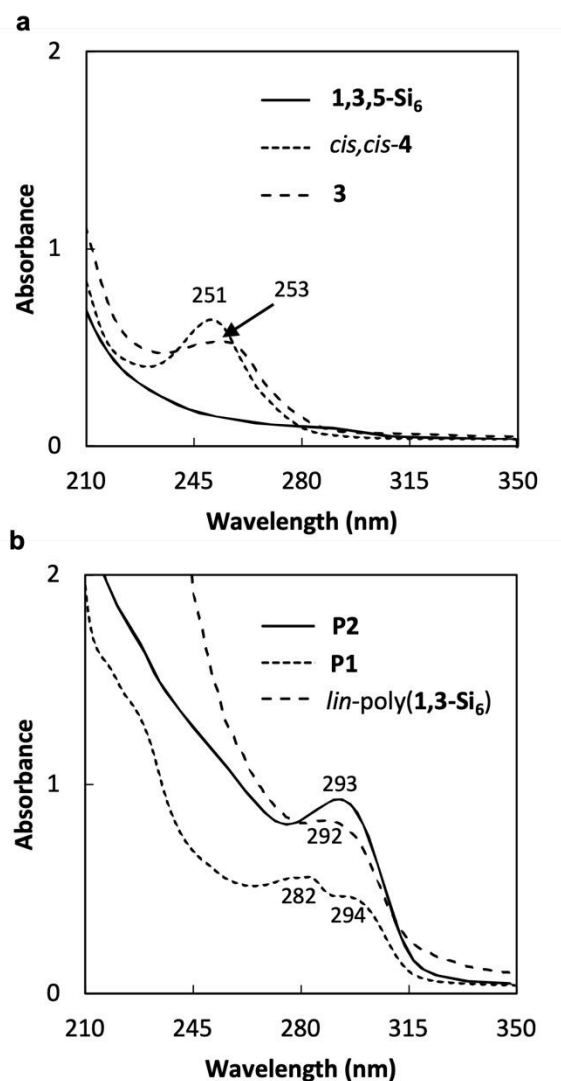 a
2
1,3,5-Si₆
cis,cis-4
3
Absorbance
1
251
253
0
210
245
280
315
350
Wavelength (nm)
b
2
P2
P1
lin-poly(1,3-Si₆)
Absorbance
1
293
292
282
294
0
210
245
280
315
350
Wavelength (nm)